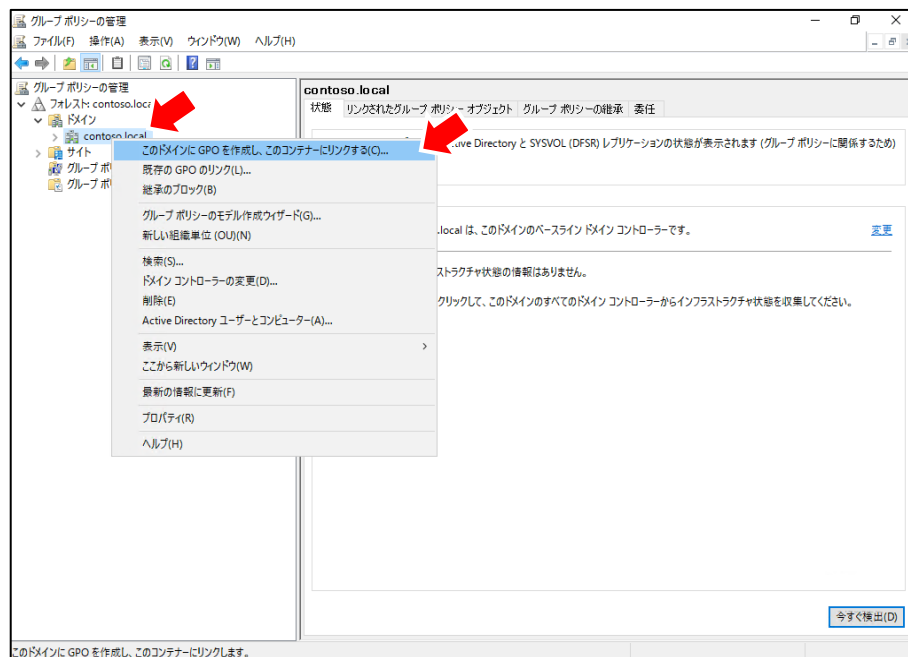 グループ ポリシーの管理
ファイル(F) 操作(A) 表示(V) ウィンドウ(W) ヘルプ(H)
グループ ポリシーの管理
フォレスト: contoso.loca
ドメイン
contoso.local
サイト
グループ ポ
グループ ポ
このドメインに GPO を作成し、このコンテナーにリンクする(C)...
既存の GPO のリンク(L)...
継承のブロック(B)
グループ ポリシーのモデル作成ウィザード(G)...
新しい組織単位 (OU)(N)
検索(S)...
ドメイン コントローラーの変更(D)...
削除(E)
Active Directory ユーザーとコンピューター(A)...
表示(V)
ここから新しいウィンドウ(W)
最新の情報に更新(F)
プロパティ(R)
ヘルプ(H)
contoso.local
状態 リンクされたグループ ポリシー オブジェクト グループ ポリシーの継承 委任
tive Directory と SYSVOL (DFSR) レプリケーションの状態が表示されます (グループ ポリシーに関係するため)
.local は、このドメインのベースライン ドメイン コントローラーです。 変更
ストラクチャ状態の情報はありません。
クリックして、このドメインのすべてのドメイン コントローラーからインフラストラクチャ状態を収集してください。
今すぐ検出(D)
このドメインに GPO を作成し、このコンテナーにリンクします。